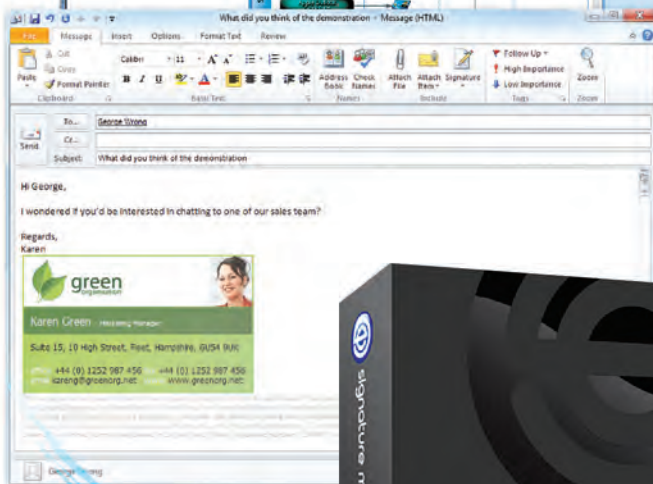 What did you think of the demonstration - Message (HTML)
File Message Insert Options Format Text Review
Cut
Copy
Paste Format Painter
Clipboard
Calibri 11
B I U
Basic Text
Address Book Check Names
Names
Attach File Attach Item Signature
Include
Follow Up
High Importance
Low Importance
Tags
Zoom
Zoom
Send
To... George Wrong
Cc...
Subject: What did you think of the demonstration
Hi George,
I wondered if you'd be interested in chatting to one of our sales team?
Regards,
Karen
green
organisation
Karen Green Marketing Manager
Suite 15, 10 High Street, Fleet, Hampshire, GU54 9UK
+44 (0) 1252 987 456 +44 (0) 1252 987 456
kareng@greenorg.net www.greenorg.net
George Wrong
e signature m